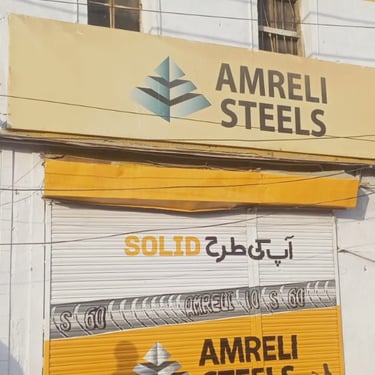 AMRELI
STEELS
آپ کی طرح SOLID
S 60 AMRELI 10 S 60
AMRELI
STEELS